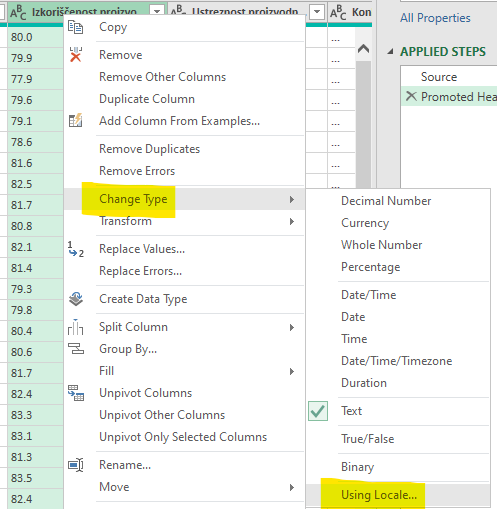 ABC Izkoriščenost proizvo
ABC Ustreznost proizvodn
ABC Kon
80.0
79.9
77.9
79.6
79.1
78.6
81.6
82.5
81.7
80.8
82.1
81.4
79.3
79.8
80.4
80.6
81.7
82.4
83.3
83.1
81.3
83.5
82.4
Copy
Remove
Remove Other Columns
Duplicate Column
Add Column From Examples...
Remove Duplicates
Remove Errors
Change Type
Transform
1 2 Replace Values...
Replace Errors...
Create Data Type
Split Column
Group By...
Fill
Unpivot Columns
Unpivot Other Columns
Unpivot Only Selected Columns
Rename...
Move
...
...
...
...
...
...
...
Decimal Number
Currency
Whole Number
Percentage
Date/Time
Date
Time
Date/Time/Timezone
Duration
Text
True/False
Binary
Using Locale...
All Properties
APPLIED STEPS
Source
Promoted Hea